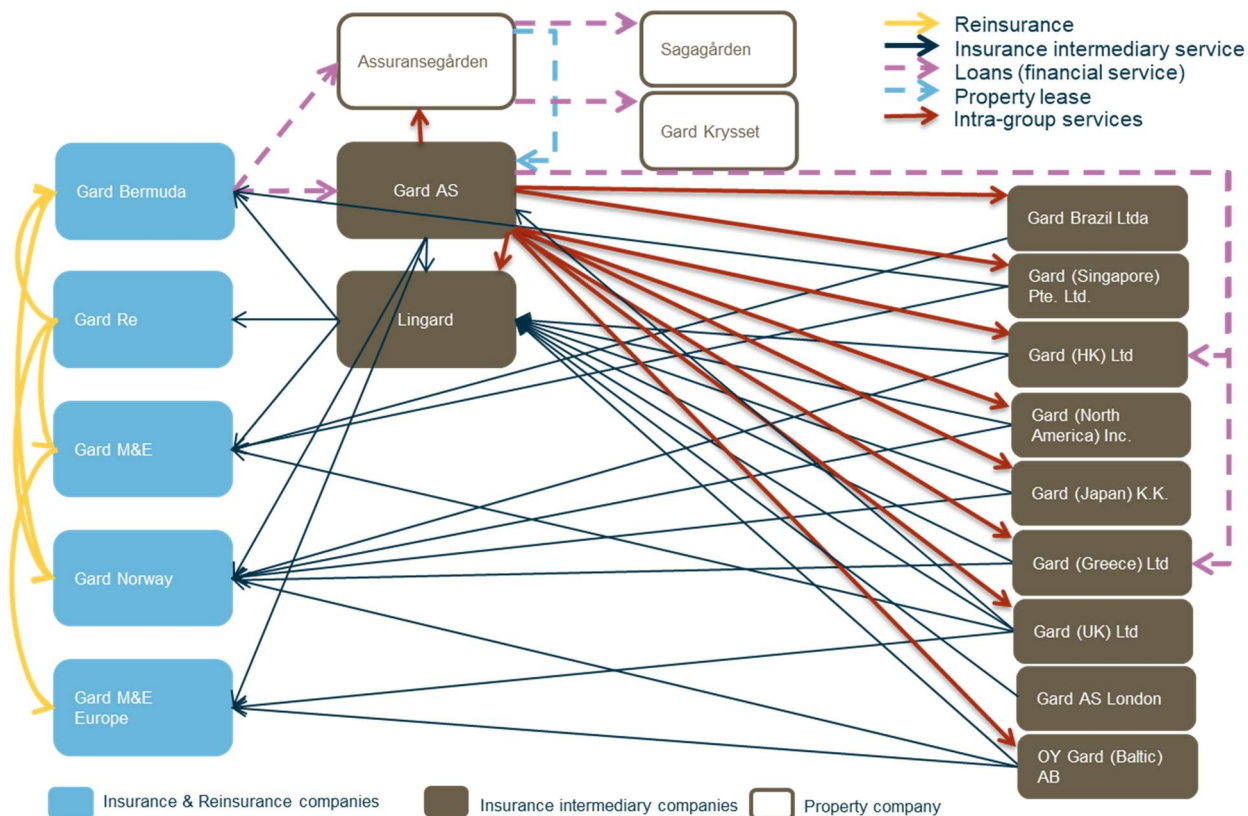 Reinsurance
Insurance intermediary service
Loans (financial service)
Property lease
Intra-group services
Assuransegården
Sagagården
Gard Krysset
Gard Bermuda
Gard AS
Gard Brazil Ltda
Gard (Singapore)
Pte. Ltd.
Gard Re
Lingard
Gard (HK) Ltd
Gard (North
America) Inc.
Gard M&E
Gard (Japan) K.K.
Gard Norway
Gard (Greece) Ltd
Gard (UK) Ltd
Gard M&E
Europe
Gard AS London
OY Gard (Baltic)
AB
Insurance & Reinsurance companies
Insurance intermediary companies
Property company